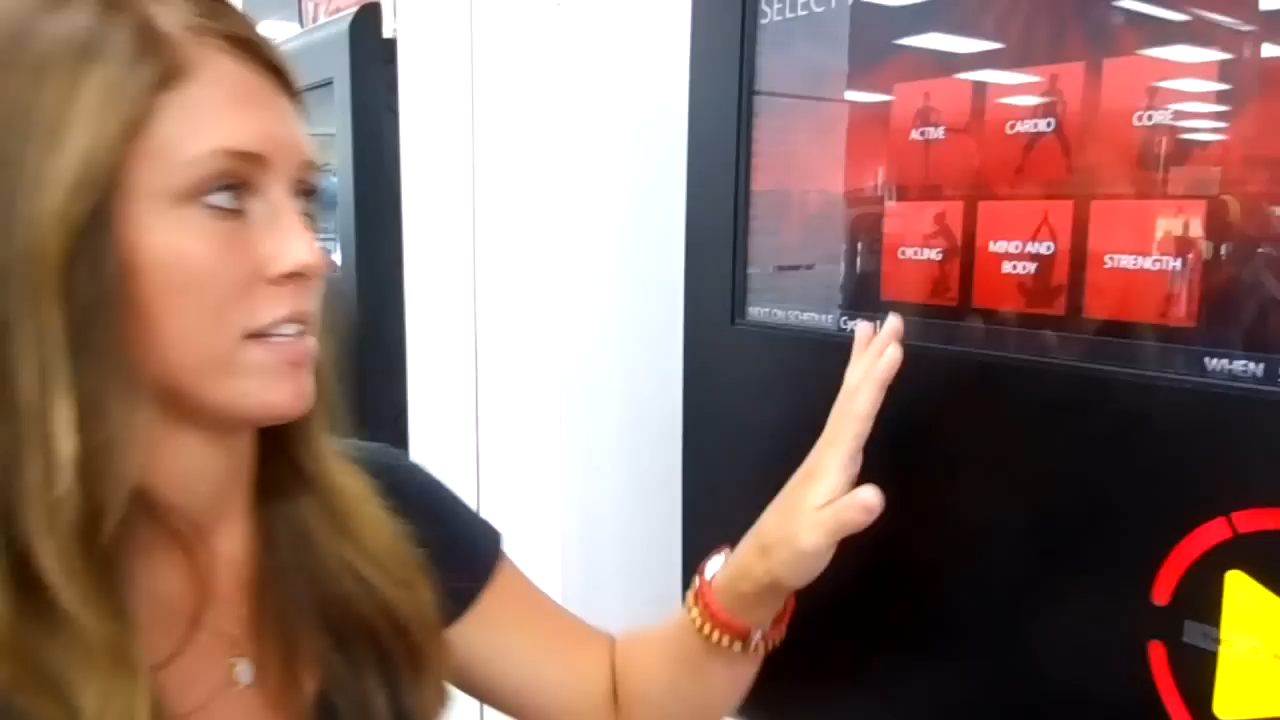 SELECT
ACTIVE
CARDIO
CORE
CYCLING
MIND AND
BODY
STRENGTH
NEXT ON SCHEDULE
WHEN